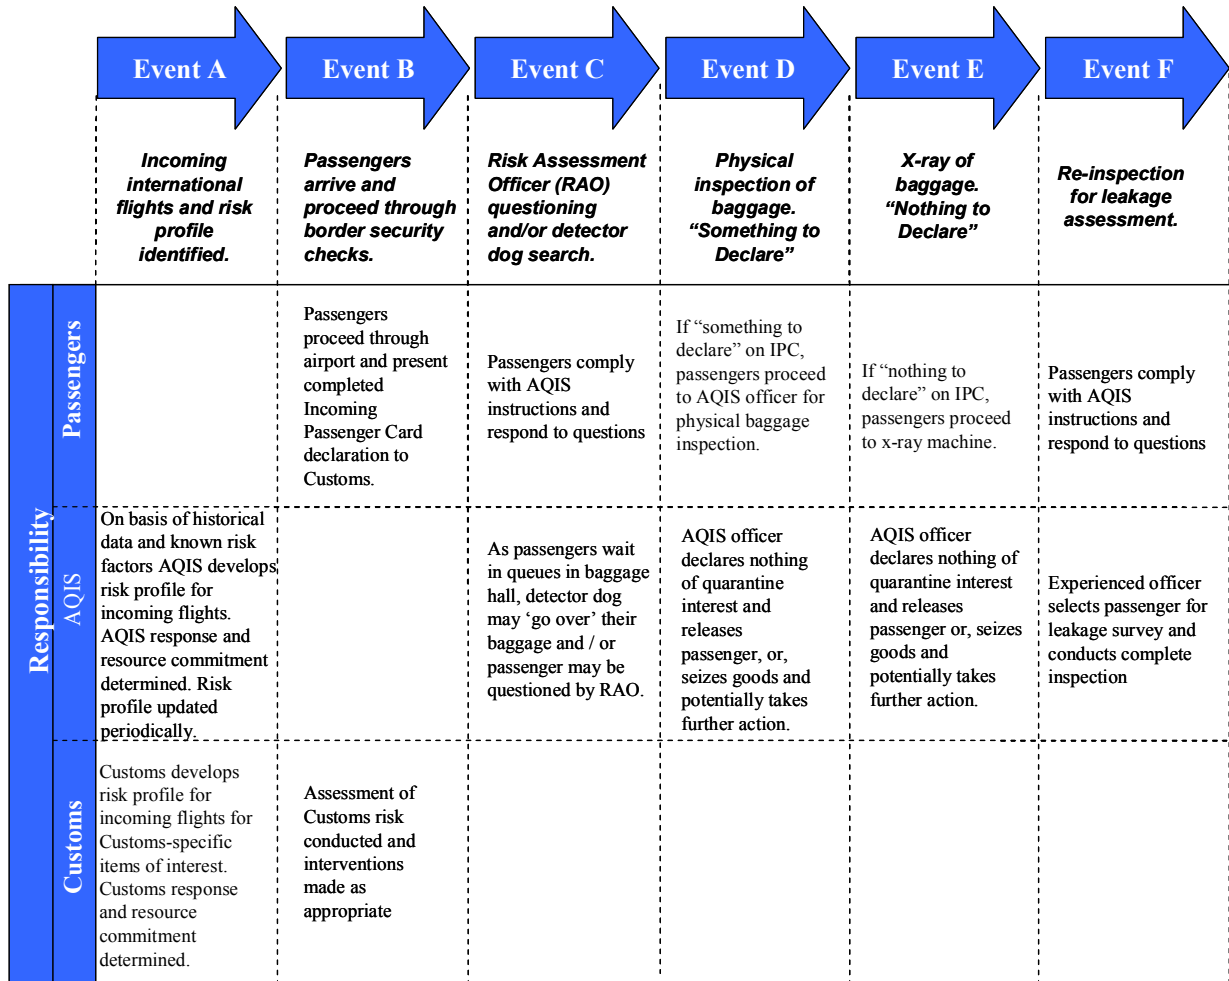 Event A
Event B
Event C
Event D
Event E
Event F
Incoming
international
flights and risk
profile
identified.
Passengers
arrive and
proceed through
border security
checks.
Risk Assessment
Officer (RAO)
questioning
and/or detector
dog search.
Physical
inspection of
baggage.
“Something to
Declare”
X-ray of
baggage.
“Nothing to
Declare”
Re-inspection
for leakage
assessment.
Responsibility
Passengers
Passengers
proceed through
airport and present
completed
Incoming
Passenger Card
declaration to
Customs.
Passengers comply
with AQIS
instructions and
respond to questions
If “something to
declare” on IPC,
passengers proceed
to AQIS officer for
physical baggage
inspection.
If “nothing to
declare” on IPC,
passengers proceed
to x-ray machine.
Passengers comply
with AQIS
instructions and
respond to questions
AQIS
On basis of historical
data and known risk
factors AQIS develops
risk profile for
incoming flights.
AQIS response and
resource commitment
determined. Risk
profile updated
periodically.
As passengers wait
in queues in baggage
hall, detector dog
may ‘go over’ their
baggage and / or
passenger may be
questioned by RAO.
AQIS officer
declares nothing
of quarantine
interest and
releases
passenger, or,
seizes goods and
potentially takes
further action.
AQIS officer
declares nothing of
quarantine interest
and releases
passenger or, seizes
goods and
potentially takes
further action.
Experienced officer
selects passenger for
leakage survey and
conducts complete
inspection
Customs
Customs develops
risk profile for
incoming flights for
Customs-specific
items of interest.
Customs response
and resource
commitment
determined.
Assessment of
Customs risk
conducted and
interventions
made as
appropriate